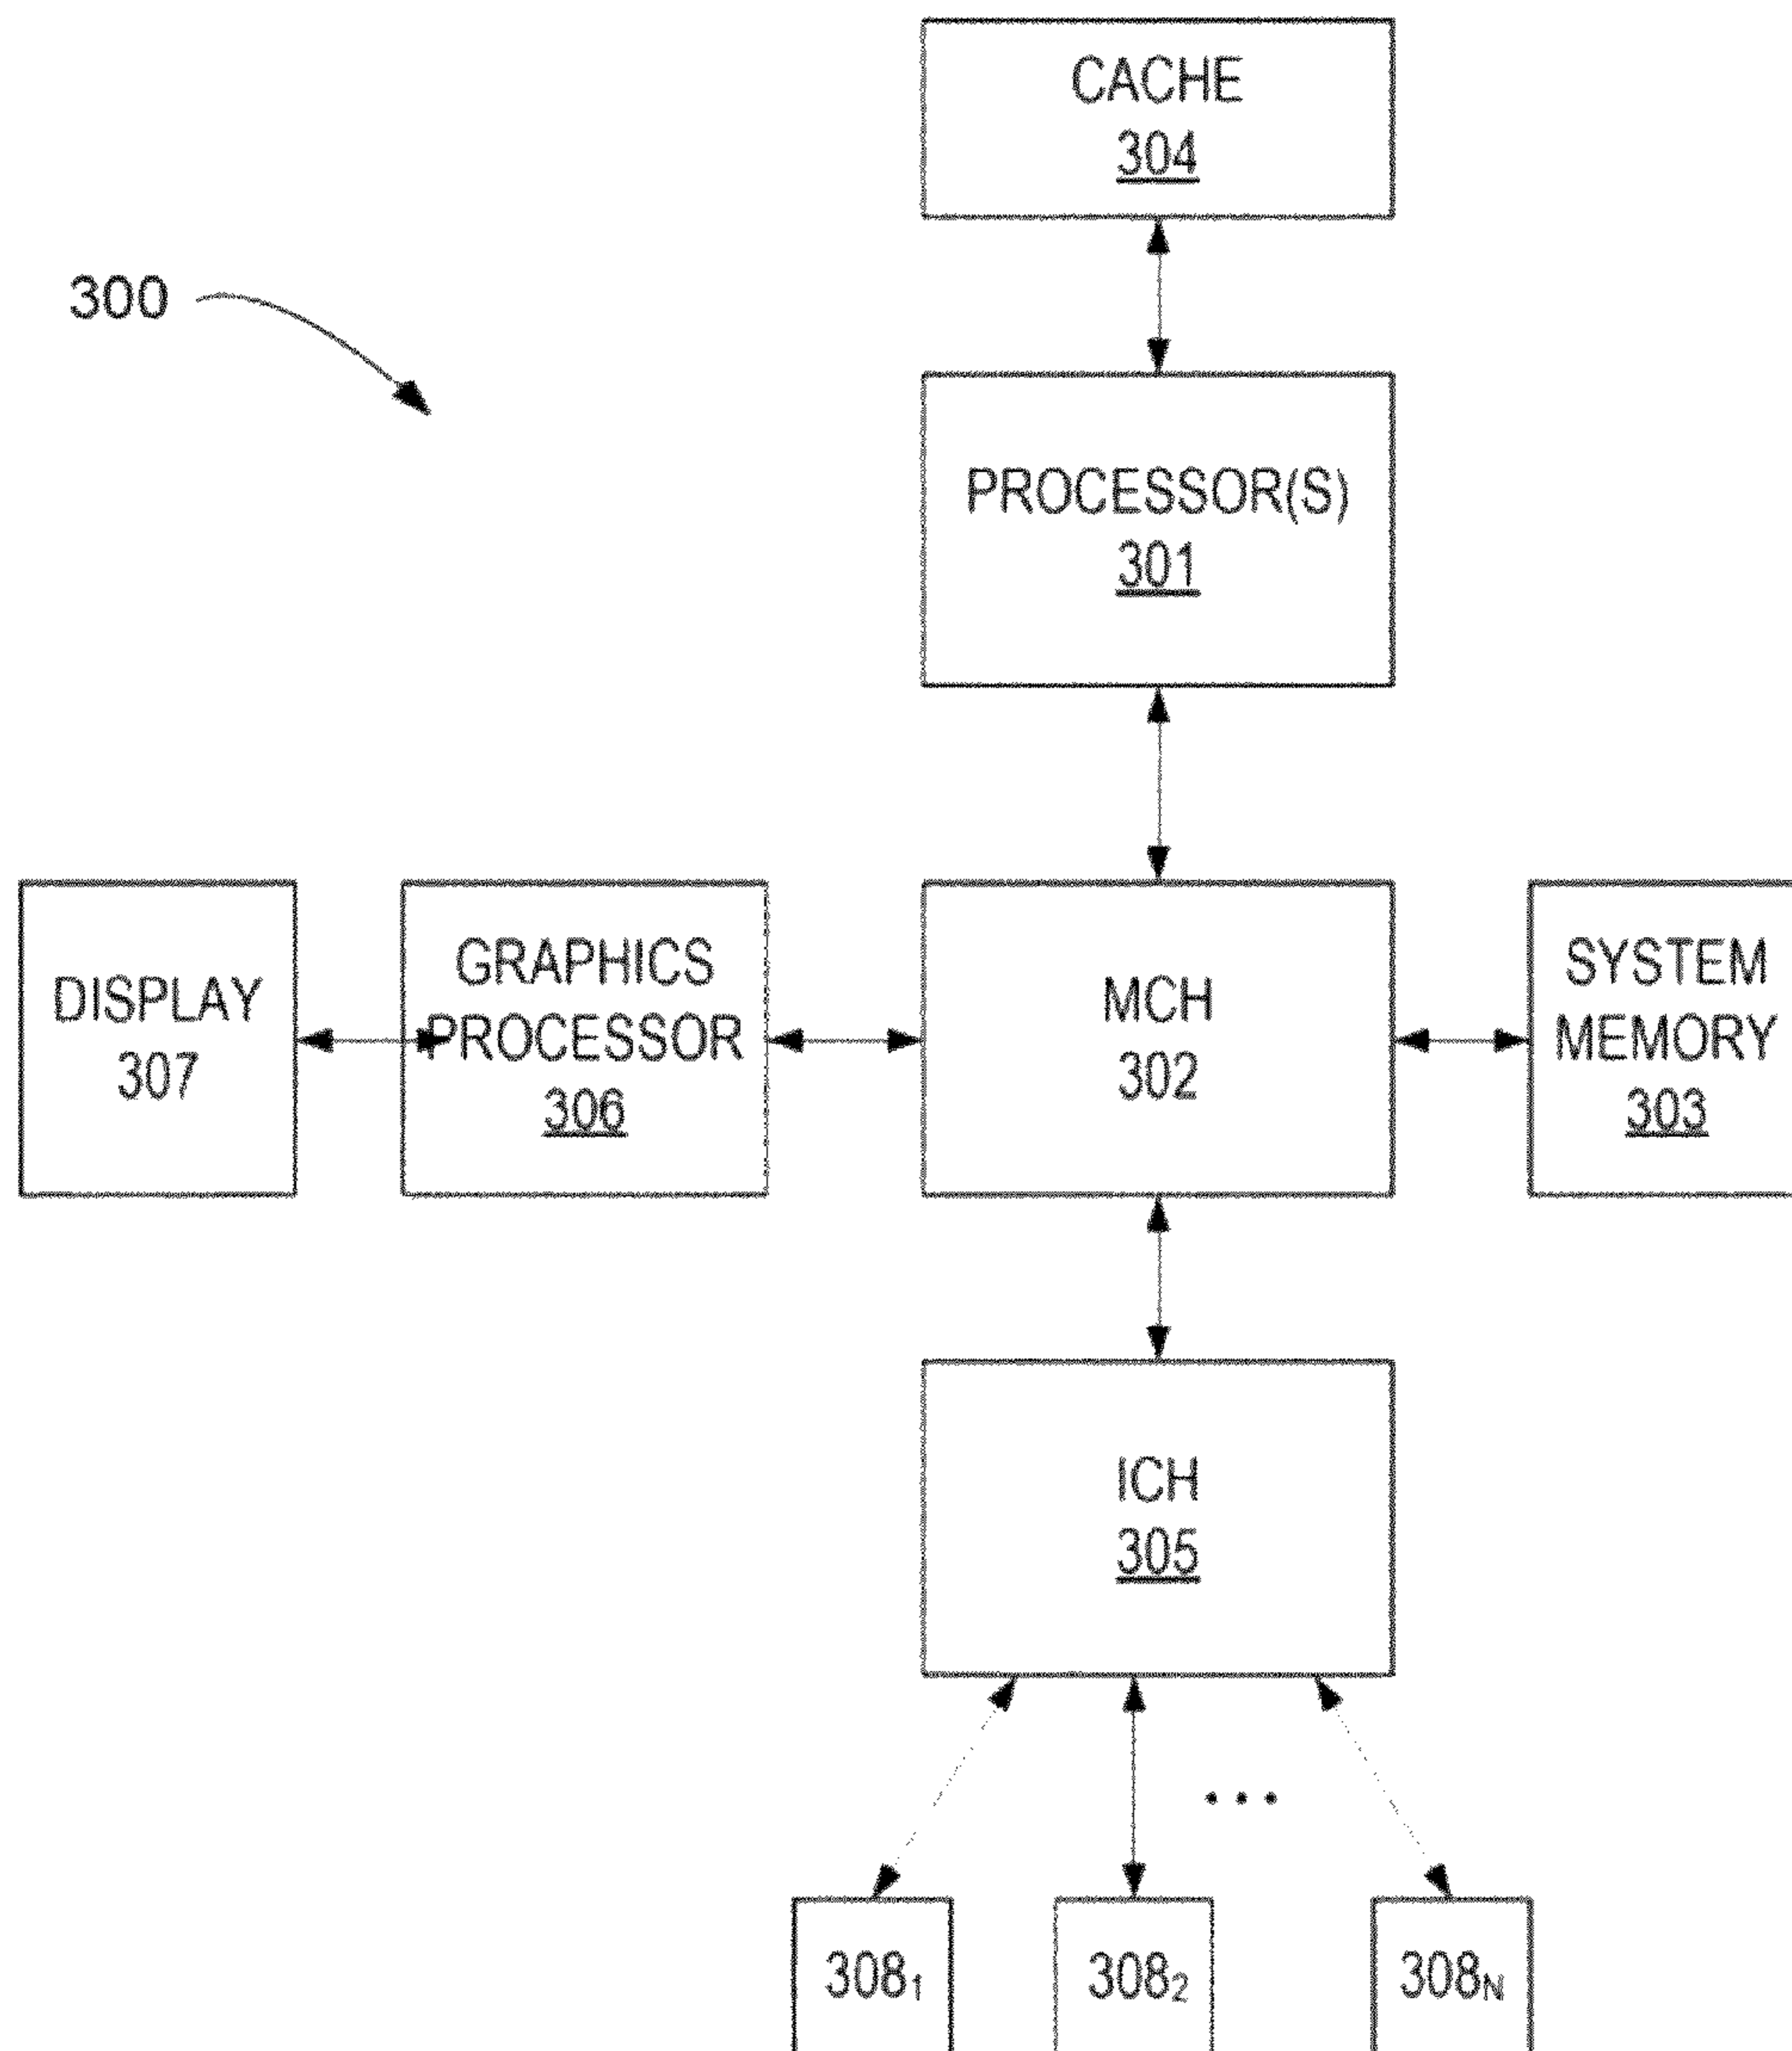 CACHE
304
300
PROCESSOR(S)
301
DISPLAY
307
GRAPHICS
PROCESSOR
306
MCH
302
SYSTEM
MEMORY
303
ICH
305
...
308₁
308₂
308N